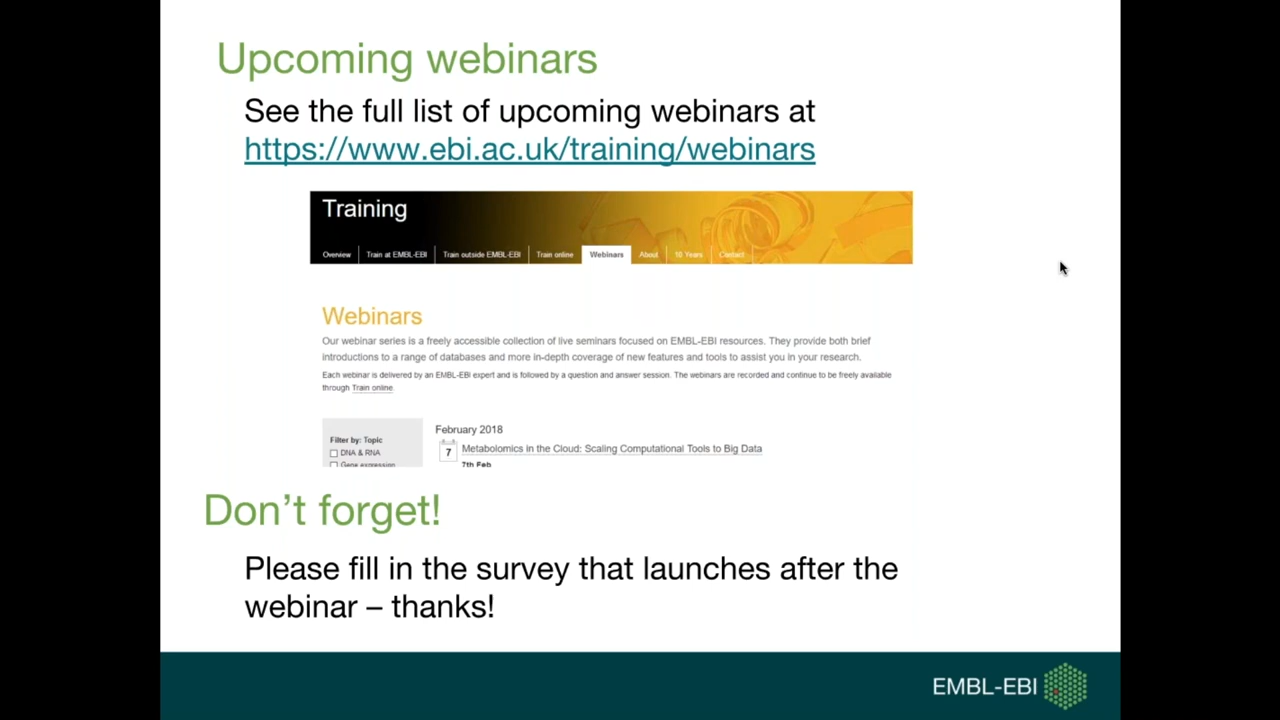 Upcoming webinars
See the full list of upcoming webinars at
https://www.ebi.ac.uk/training/webinars
Training
Overview Train at EMBL-EBI Train outside EMBL-EBI Train online Webinars About 10 Years Contact
Webinars
Our webinar series is a freely accessible collection of live seminars focused on EMBL-EBI resources. They provide both brief
introductions to a range of databases and more in-depth coverage of new features and tools to assist you in your research.
Each webinar is delivered by an EMBL-EBI expert and is followed by a question and answer session. The webinars are recorded and continue to be freely available
through Train online.
Filter by: Topic
DNA & RNA
Gene expression
February 2018
7 Metabolomics in the Cloud: Scaling Computational Tools to Big Data
7th Feb
Don't forget!
Please fill in the survey that launches after the
webinar – thanks!
EMBL-EBI